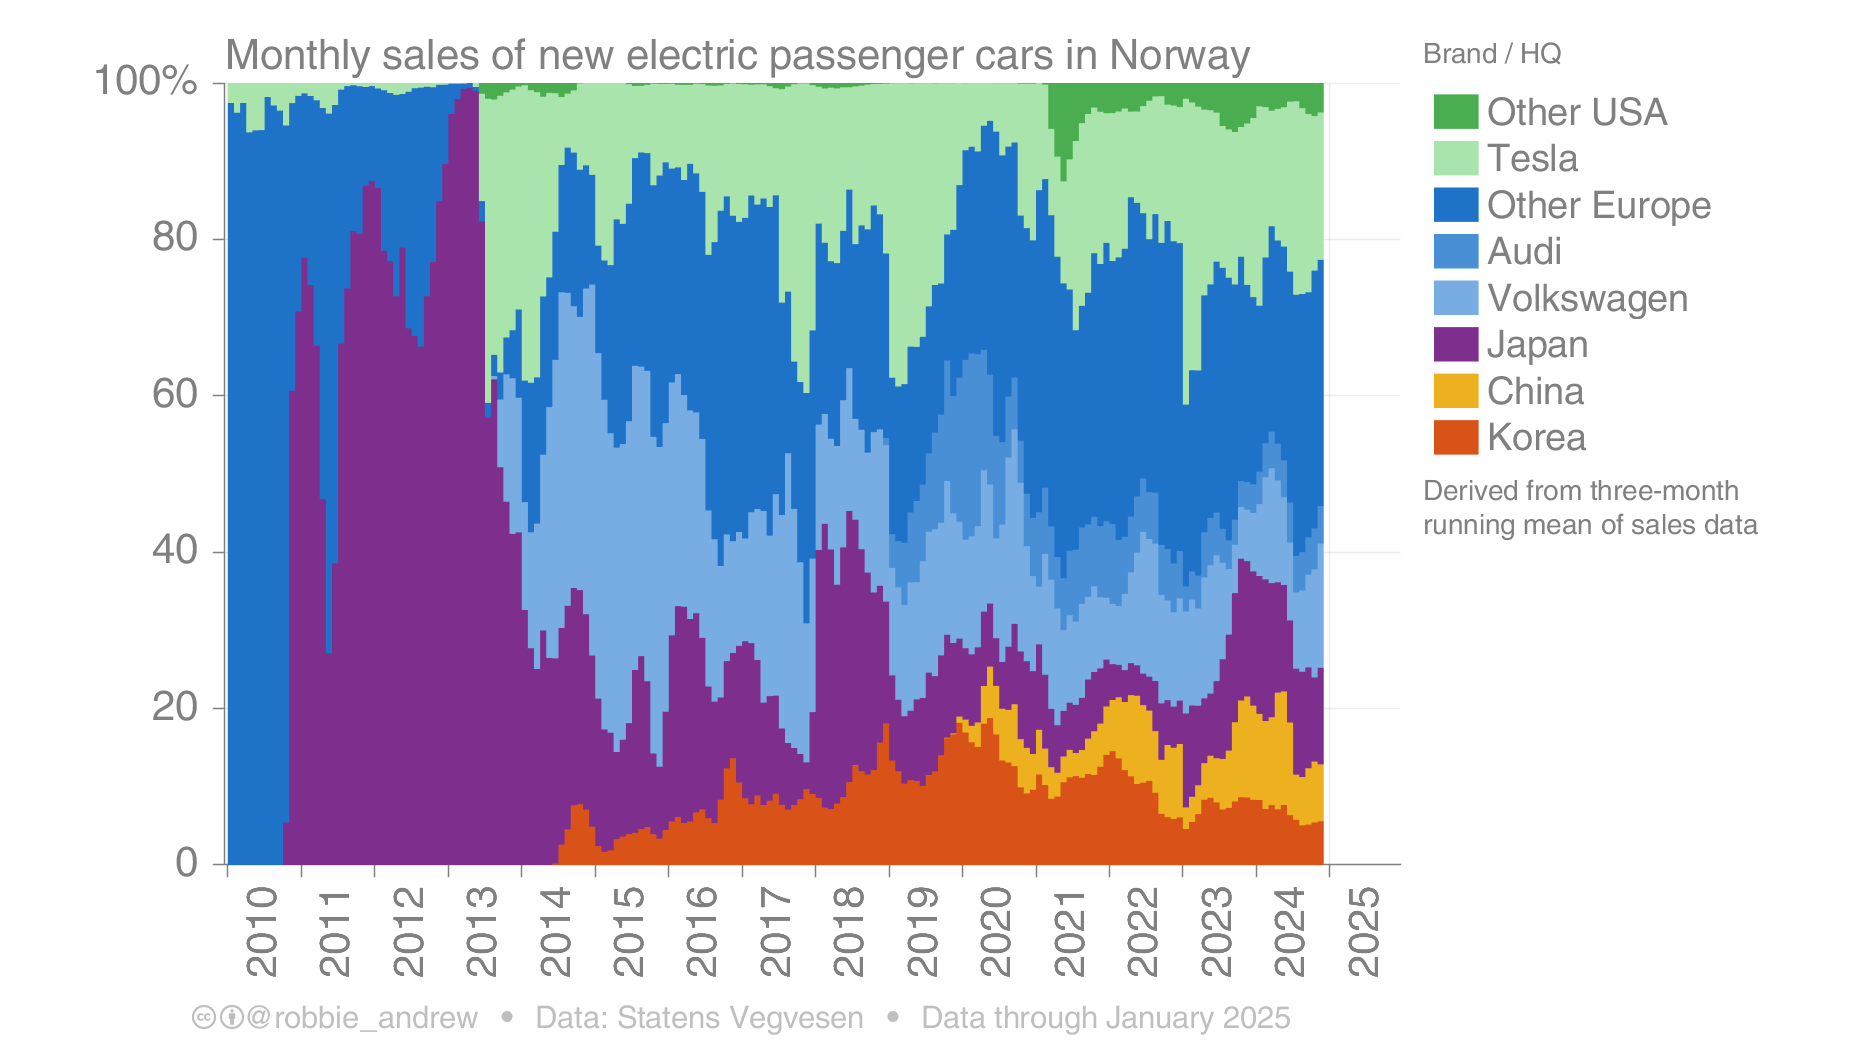 Monthly sales of new electric passenger cars in Norway
Brand / HQ
100%
80
60
40
20
0
Other USA
Tesla
Other Europe
Audi
Volkswagen
Japan
China
Korea
Derived from three-month
running mean of sales data
2010
2011
2012
2013
2014
2015
2016
2017
2018
2019
2020
2021
2022
2023
2024
2025
cc @robbie_andrew • Data: Statens Vegvesen • Data through January 2025